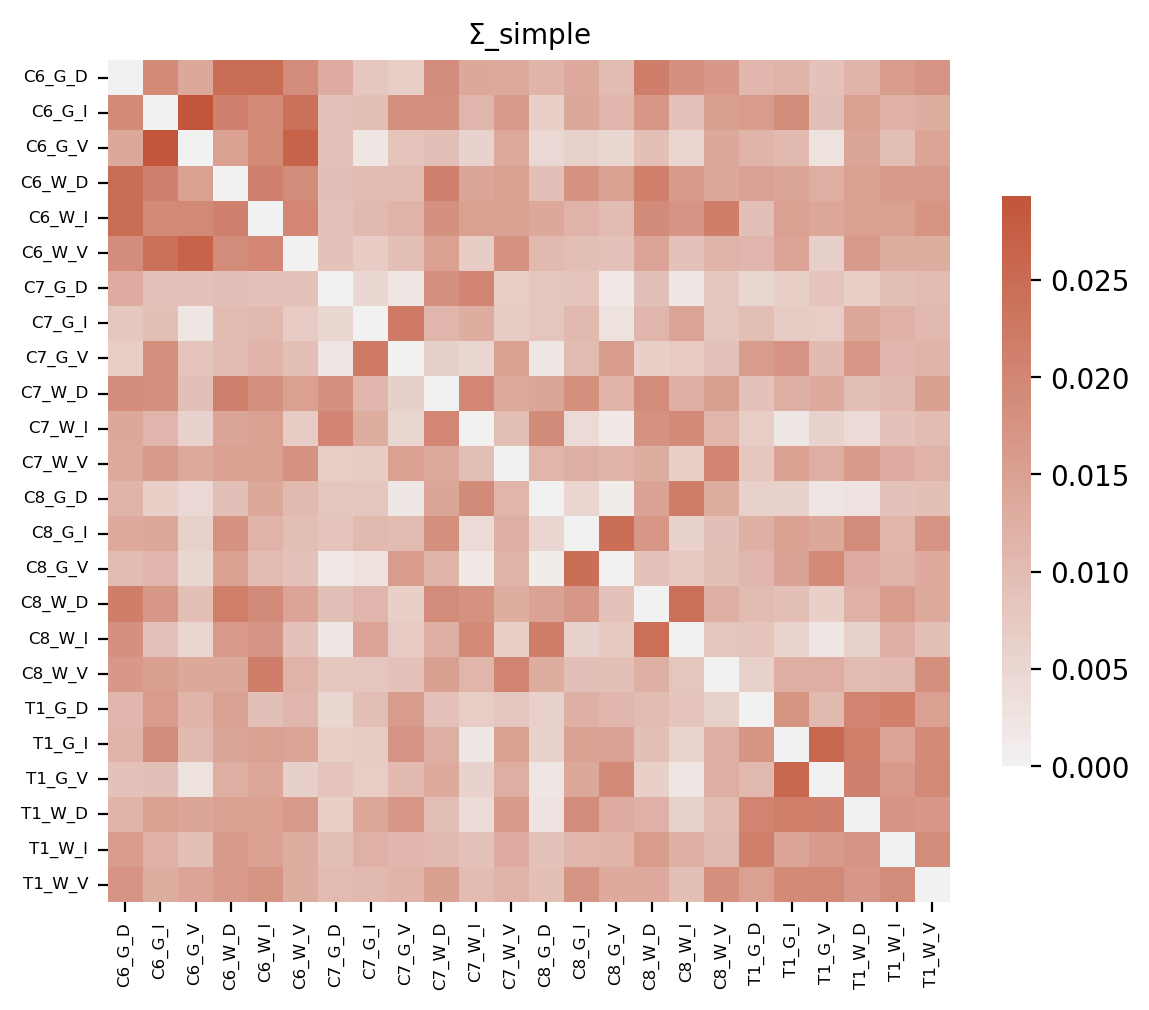 Σ_simple
C6_G_D
C6_G_I
C6_G_V
C6_W_D
C6_W_I
C6_W_V
C7_G_D
C7_G_I
C7_G_V
C7_W_D
C7_W_I
C7_W_V
C8_G_D
C8_G_I
C8_G_V
C8_W_D
C8_W_I
C8_W_V
T1_G_D
T1_G_I
T1_G_V
T1_W_D
T1_W_I
T1_W_V
C6_G_D
C6_G_I
C6_G_V
C6_W_D
C6_W_I
C6_W_V
C7_G_D
C7_G_I
C7_G_V
C7_W_D
C7_W_I
C7_W_V
C8_G_D
C8_G_I
C8_G_V
C8_W_D
C8_W_I
C8_W_V
T1_G_D
T1_G_I
T1_G_V
T1_W_D
T1_W_I
T1_W_V
0.025
0.020
0.015
0.010
0.005
0.000